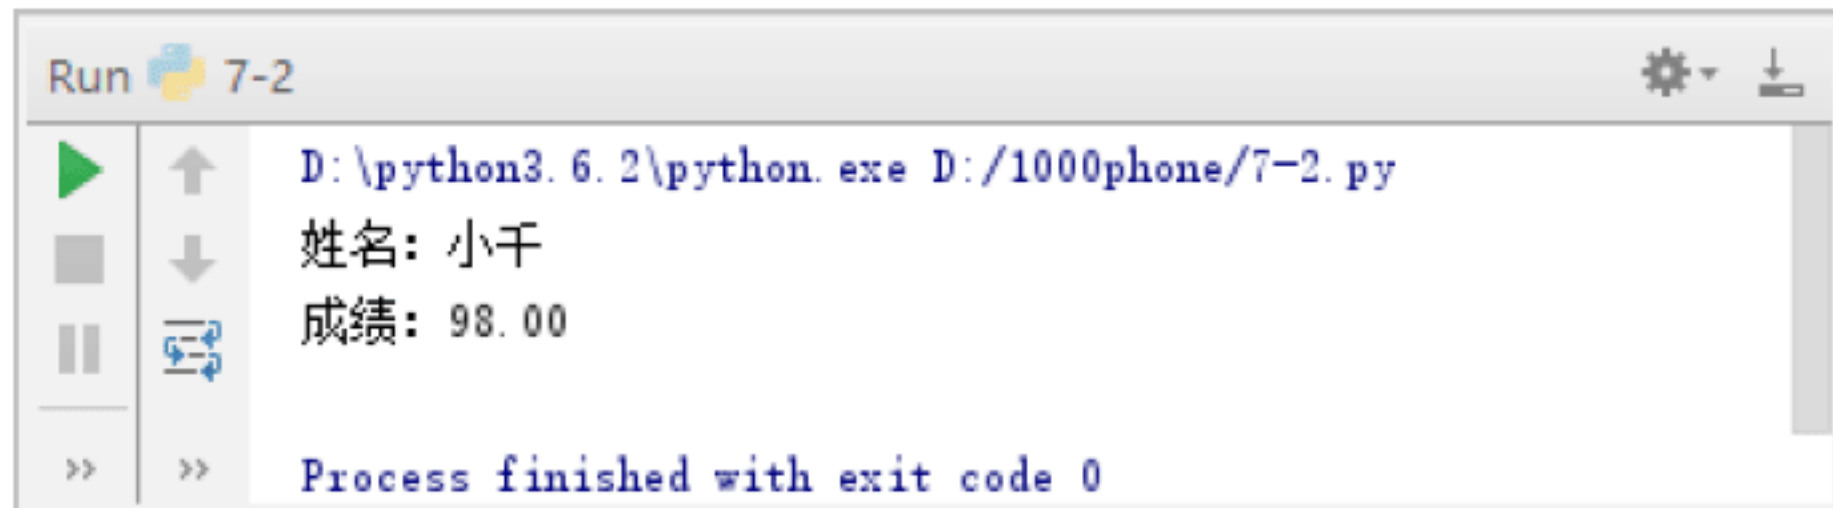 Run 7-2
D:\python3.6.2\python.exe D:/1000phone/7-2.py
姓名：小千
成绩：98.00
Process finished with exit code 0